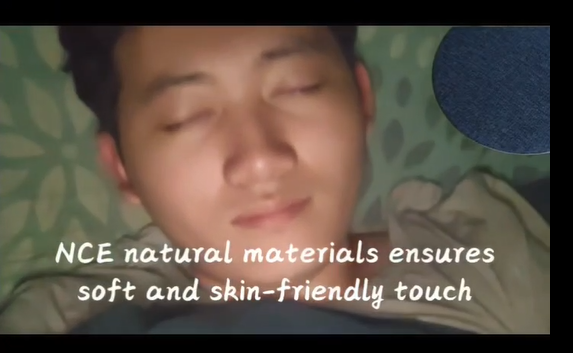 NCE natural materials ensures
soft and skin-friendly touch